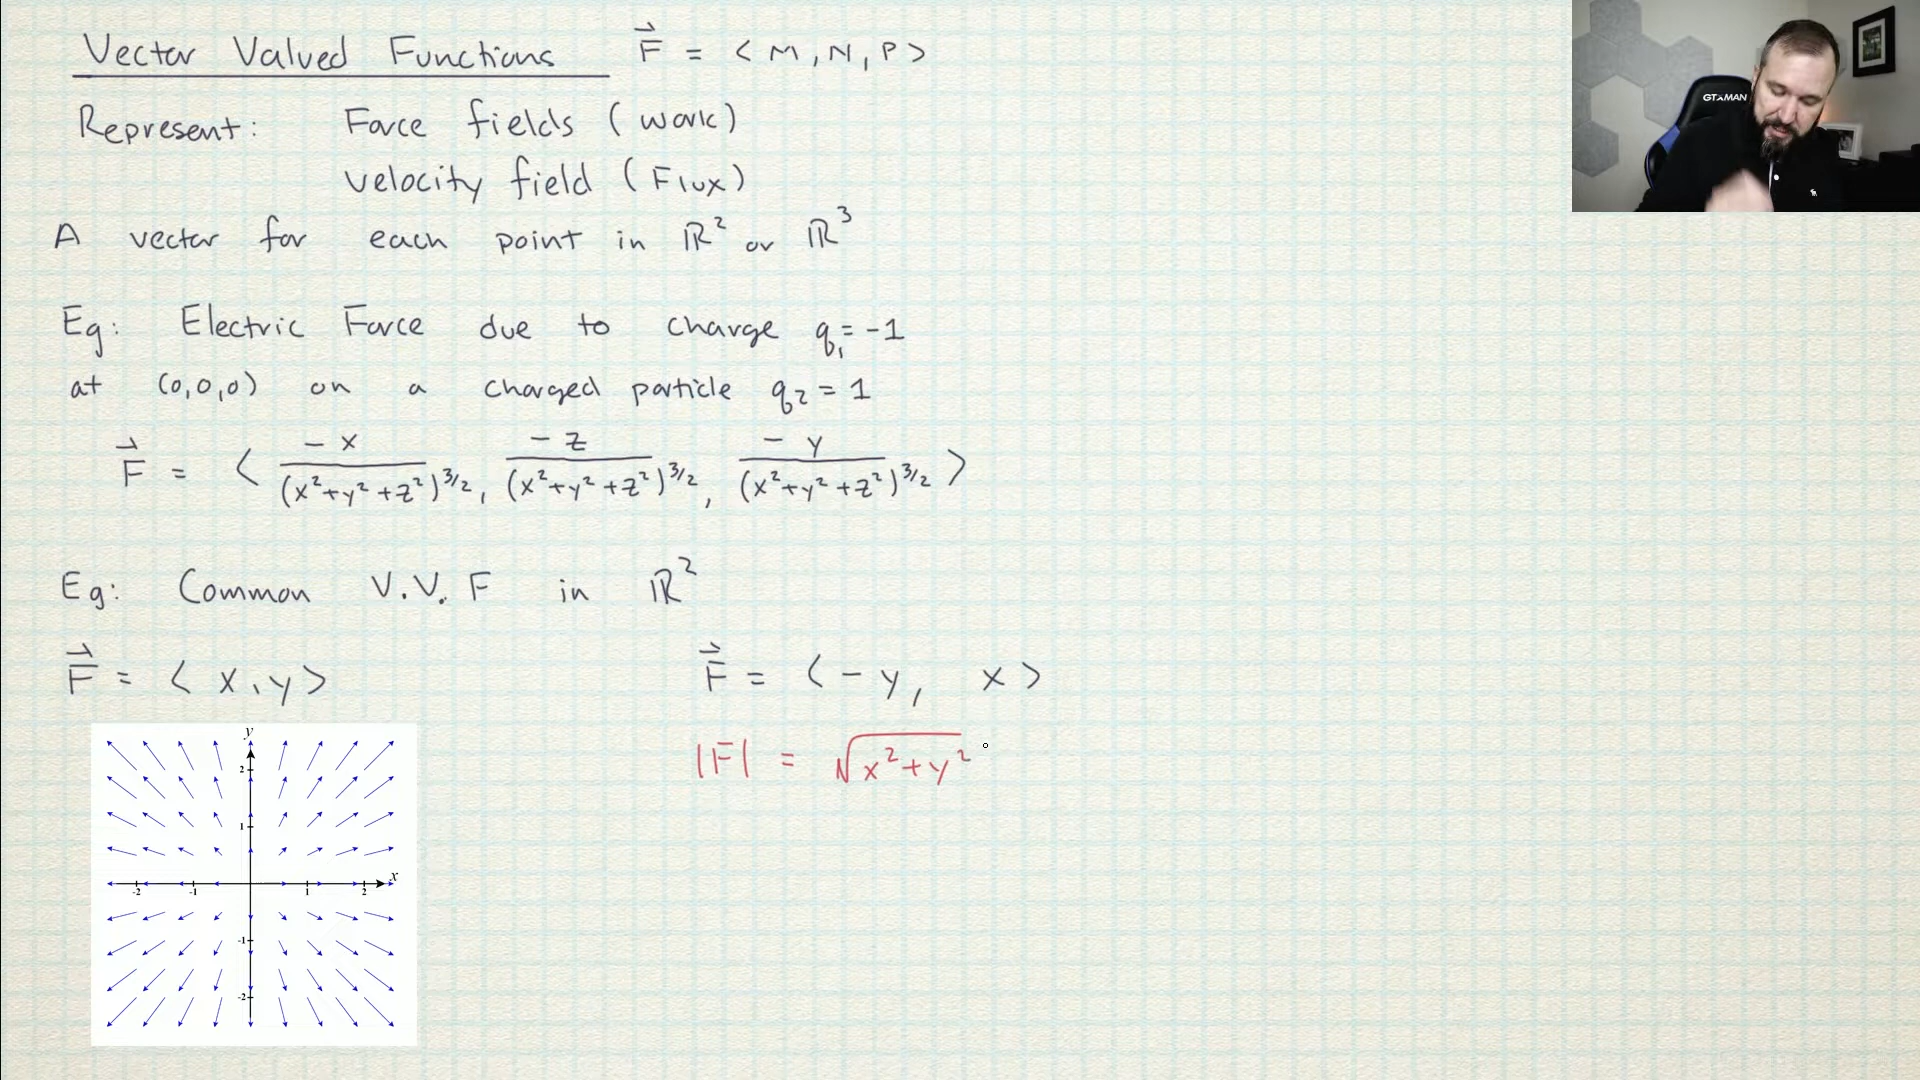 Vector Valued Functions F⃗ = < M, N, P >
Represent: Force fields (work)
velocity field (Flux)
A vector for each point in ℝ² or ℝ³
Eg: Electric Force due to charge q₁ = -1
at (0,0,0) on a charged particle q₂ = 1
F⃗ = < -x/(x²+y²+z²)^3/2, -z/(x²+y²+z²)^3/2, -y/(x²+y²+z²)^3/2 >
Eg: Common V.V.F in ℝ²
F⃗ = < x, y > F⃗ = < -y, x >
|F| = √x²+y²
y
2
1
x
-2 -1 1 2
-1
-2
GTXMAN